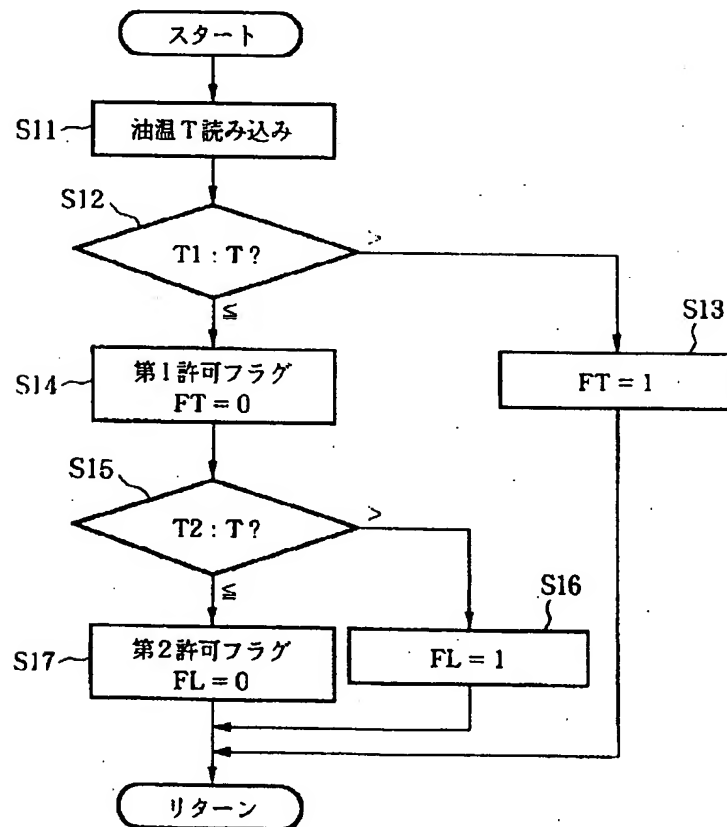 スタート
S11
油温T読み込み
S12
T1 : T ?
>
≦
S13
FT = 1
S14
第1許可フラグ
FT = 0
S15
T2 : T ?
>
≦
S16
FL = 1
S17
第2許可フラグ
FL = 0
リターン